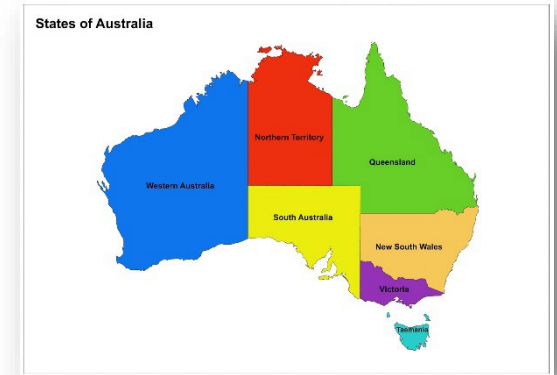 States of Australia
Northern Territory
Queensland
Western Australia
South Australia
New South Wales
Victoria
Tasmania